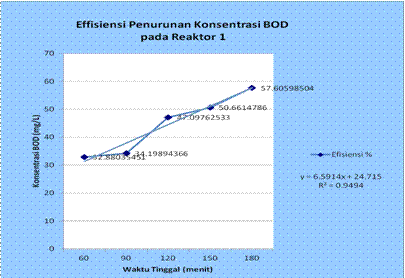 Effisiensi Penurunan Konsentrasi BOD
pada Reaktor 1
70
60
50
40
30
20
10
0
Konsentrasi BOD (mg/L)
32.88035451
34.19894366
47.09762533
50.6614786
57.60598504
60
90
120
150
180
Waktu Tinggal (menit)
Efisiensi %
y = 6.5914x + 24.715
R² = 0.9494